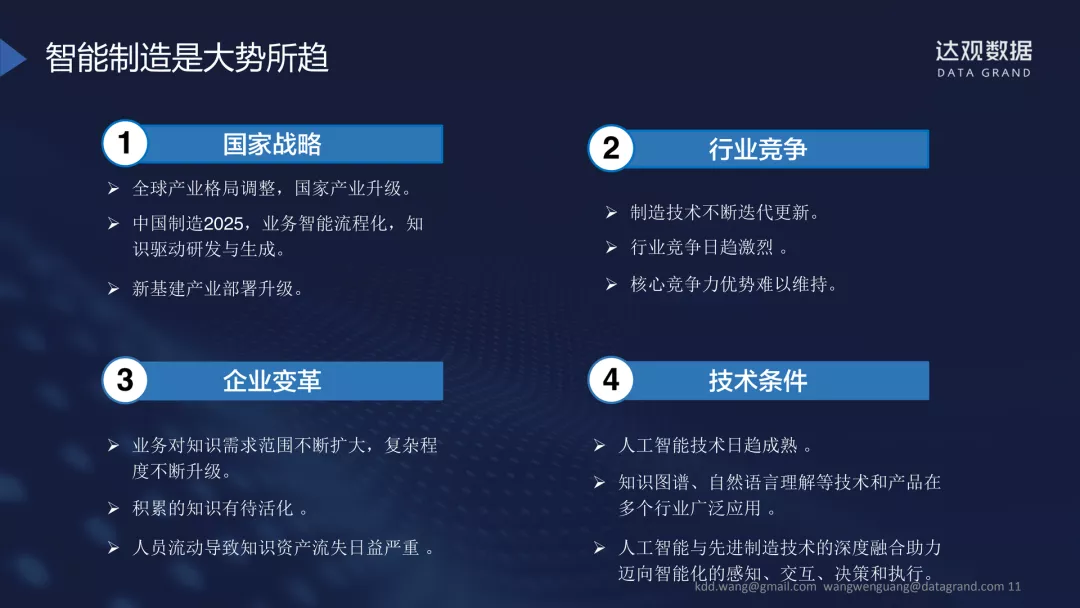 智能制造是大势所趋
达观数据
DATA GRAND
1
国家战略
➢ 全球产业格局调整，国家产业升级。
➢ 中国制造2025，业务智能流程化，知
识驱动研发与生成。
➢ 新基建产业部署升级。
2
行业竞争
➢ 制造技术不断迭代更新。
➢ 行业竞争日趋激烈 。
➢ 核心竞争力优势难以维持。
3
企业变革
➢ 业务对知识需求范围不断扩大，复杂程
度不断升级。
➢ 积累的知识有待活化 。
➢ 人员流动导致知识资产流失日益严重 。
4
技术条件
➢ 人工智能技术日趋成熟 。
➢ 知识图谱、自然语言理解等技术和产品在
多个行业广泛应用 。
➢ 人工智能与先进制造技术的深度融合助力
迈向智能化的感知、交互、决策和执行。
kdd.wang@gmail.com wangwenguang@datagrand.com 11